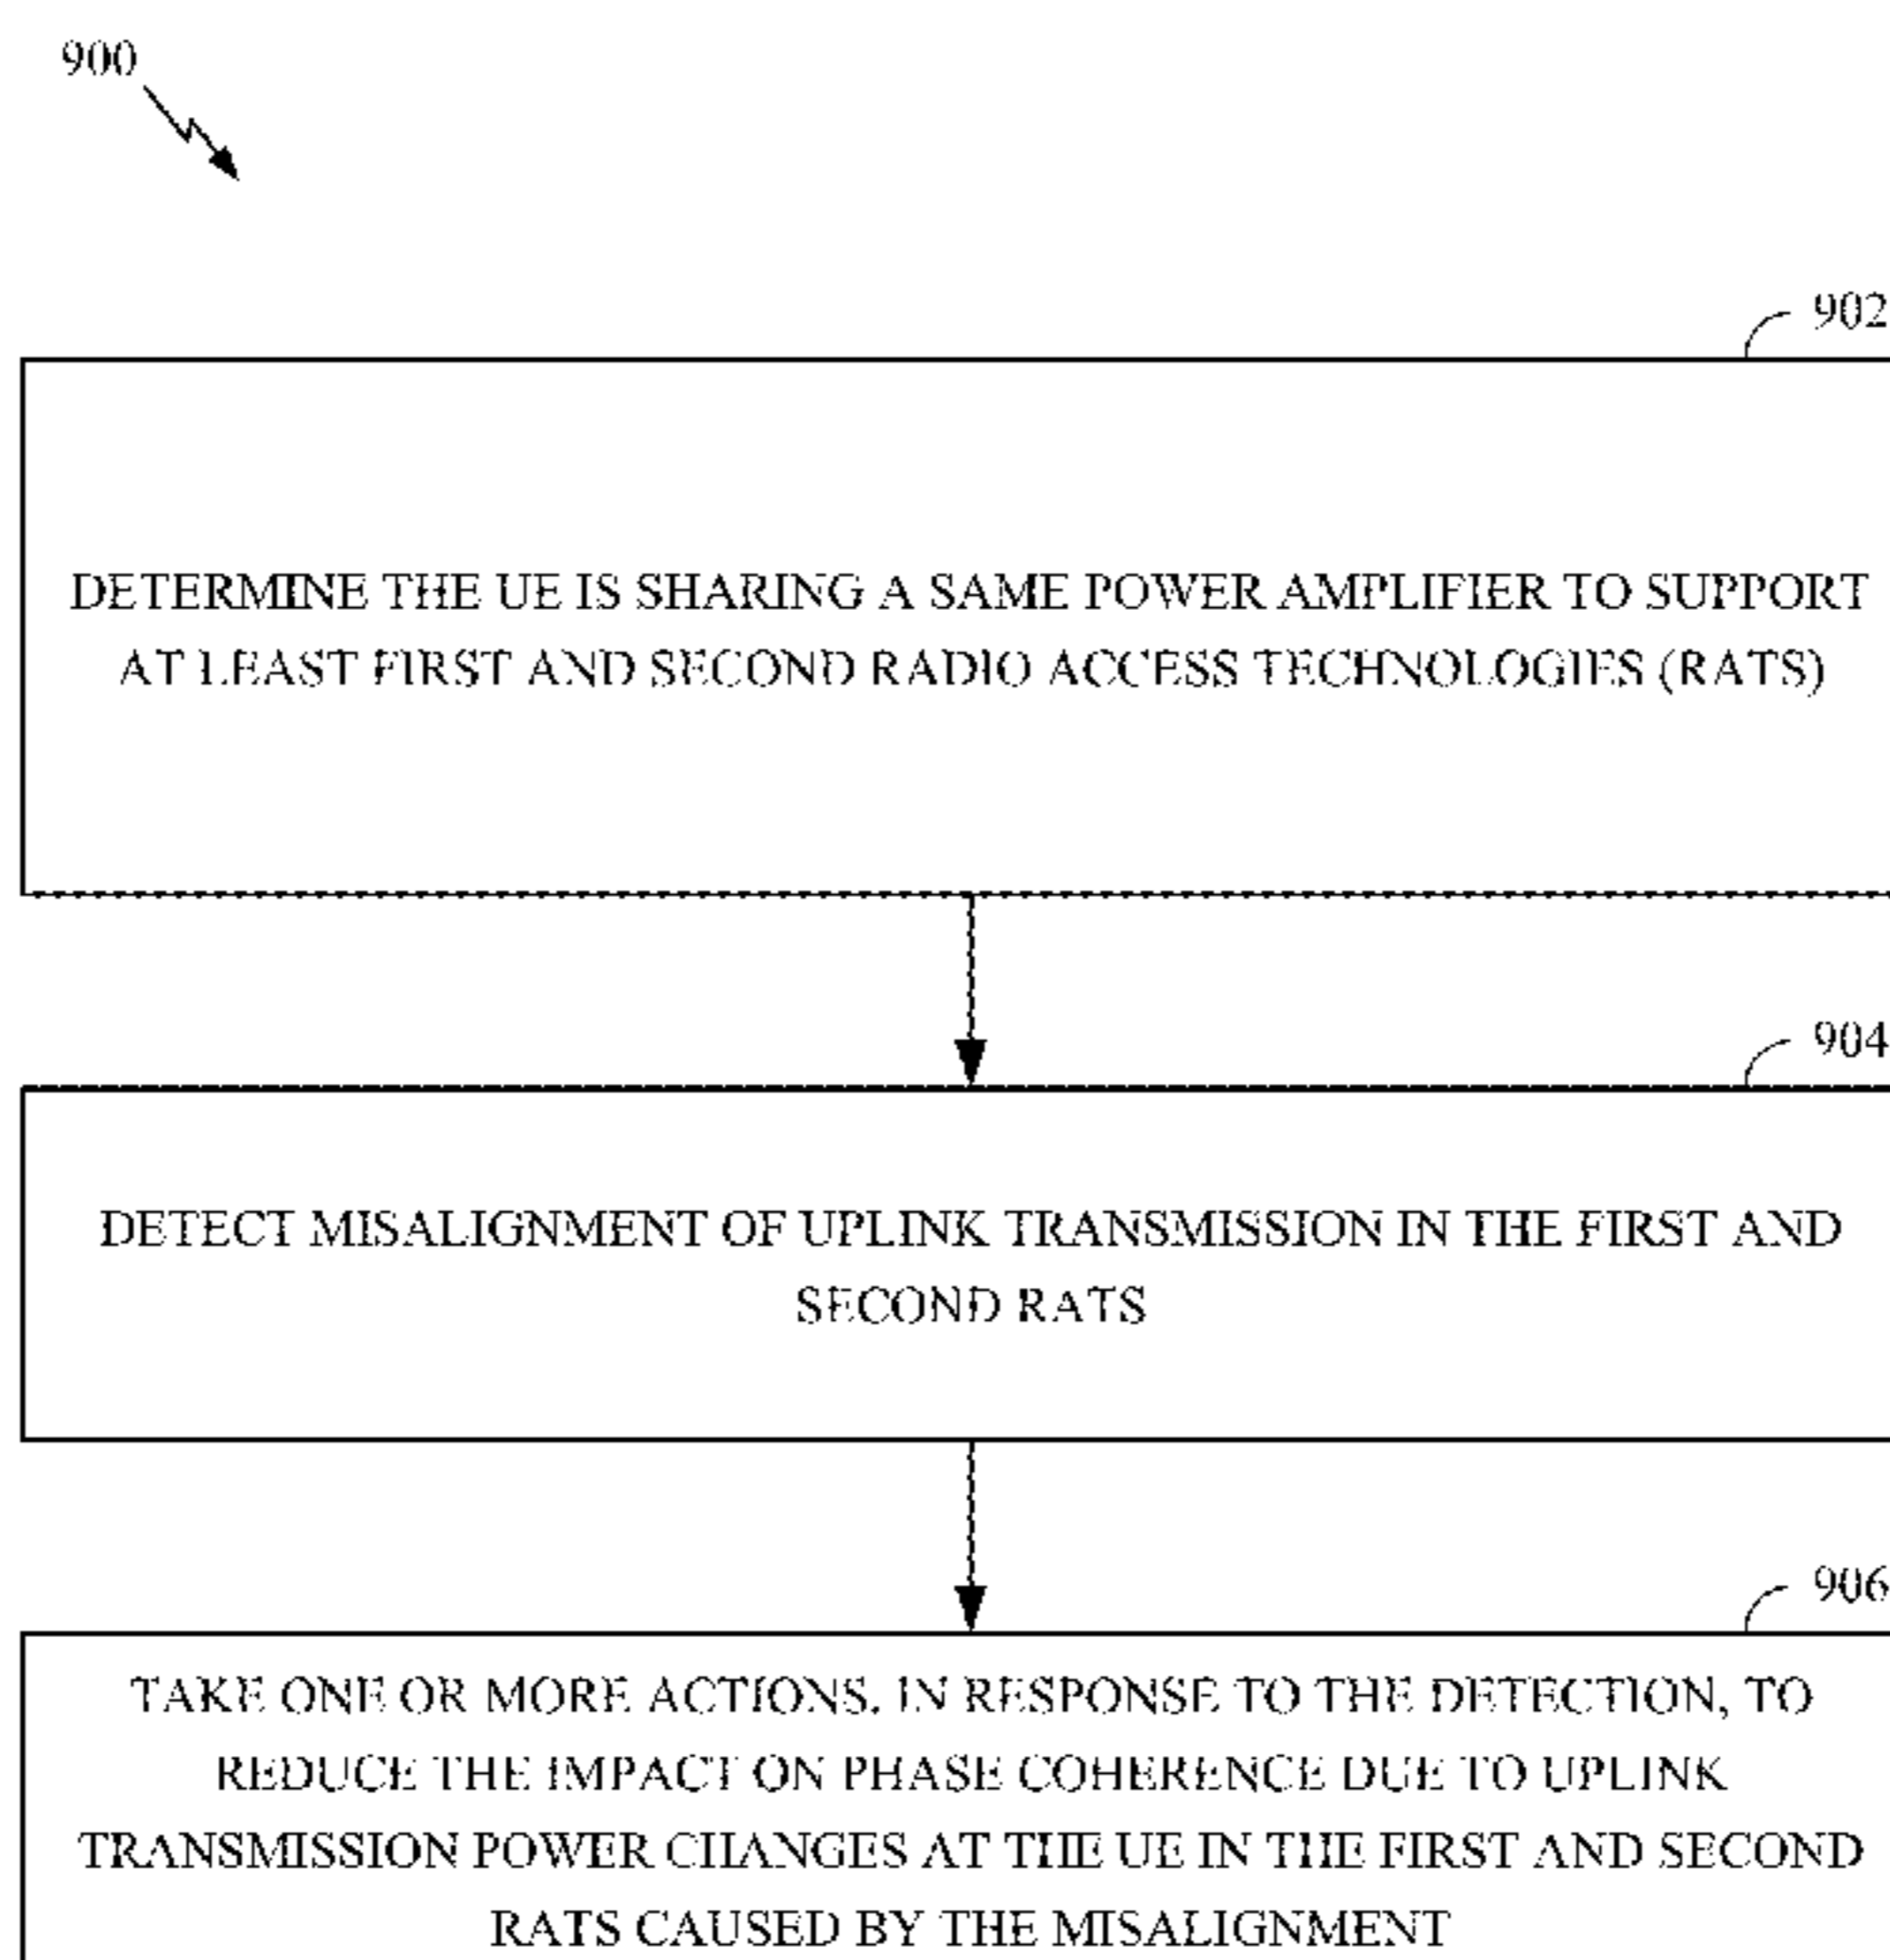 900
902
DETERMINE THE UE IS SHARING A SAME POWER AMPLIFIER TO SUPPORT
AT LEAST FIRST AND SECOND RADIO ACCESS TECHNOLOGIES (RATS)
904
DETECT MISALIGNMENT OF UPLINK TRANSMISSION IN THE FIRST AND
SECOND RATS
906
TAKE ONE OR MORE ACTIONS, IN RESPONSE TO THE DETECTION, TO
REDUCE THE IMPACT ON PHASE COHERENCE DUE TO UPLINK
TRANSMISSION POWER CHANGES AT THE UE IN THE FIRST AND SECOND
RATS CAUSED BY THE MISALIGNMENT